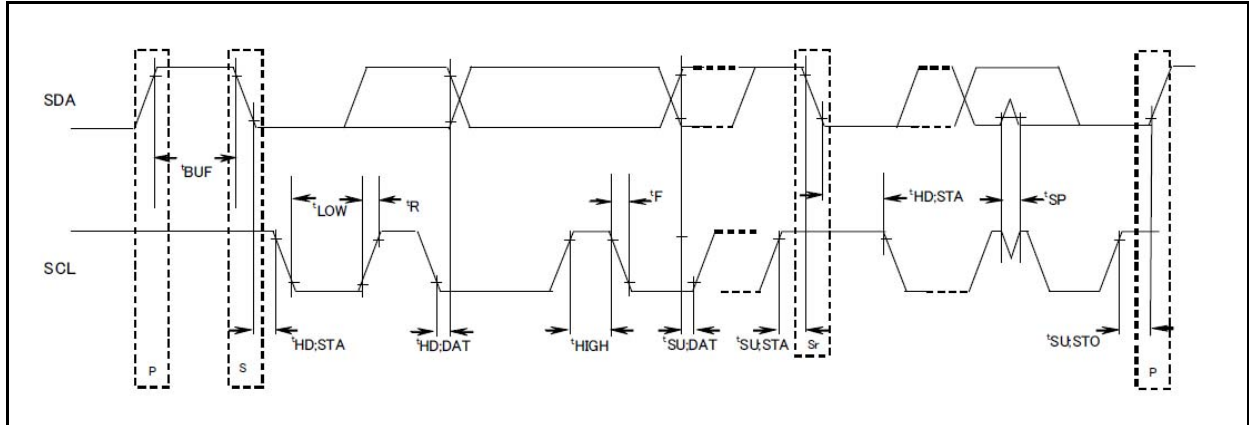 SDA
tBUF
tLOW
tR
tF
tHD;STA
tSP
SCL
tHD;STA
tHD;DAT
tHIGH
tSU;DAT
tSU;STA
Sr
tSU;STO
P
S
P